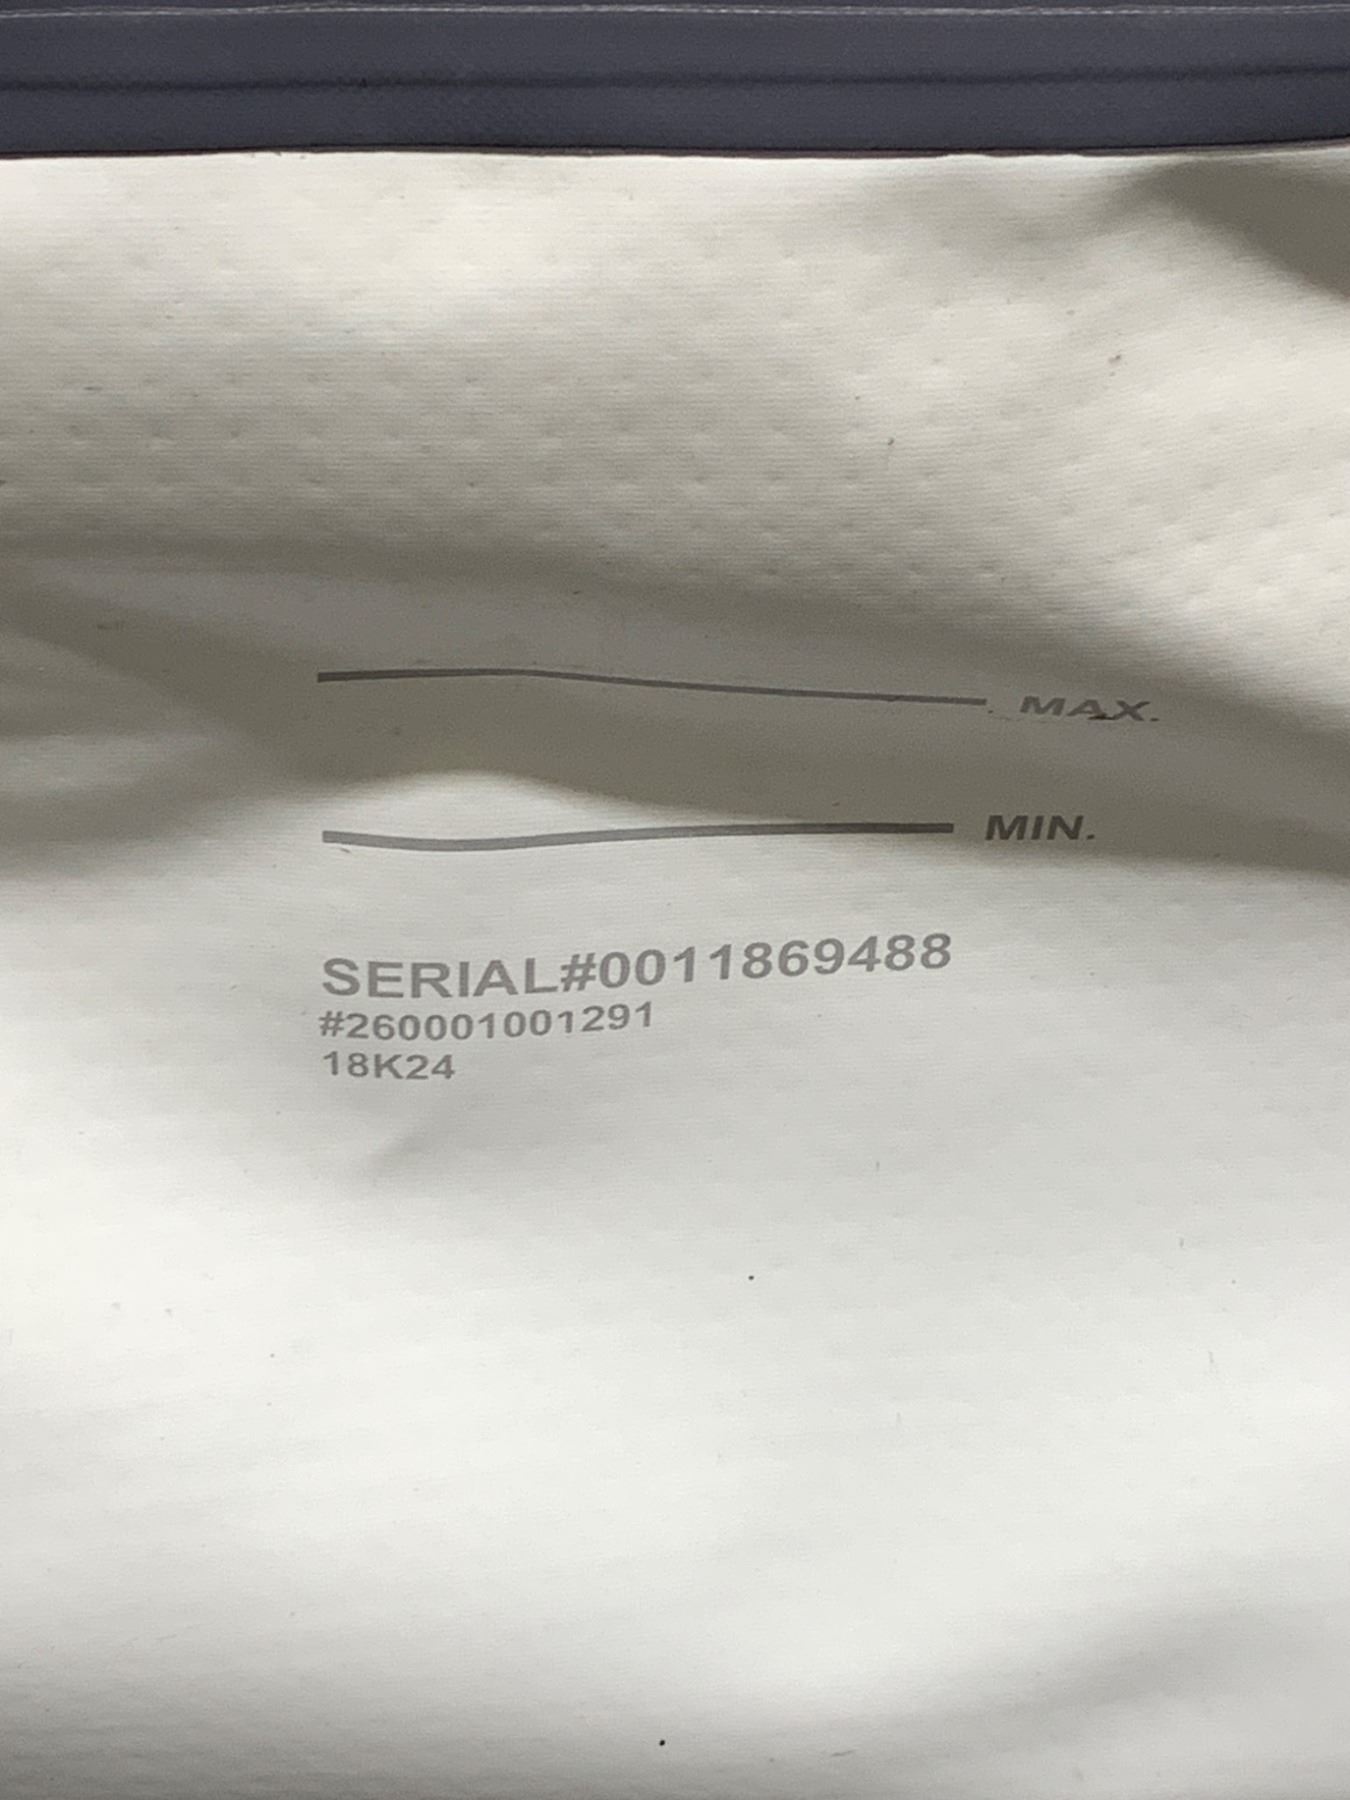 MAX.
MIN.
SERIAL#0011869488
#260001001291
18K24